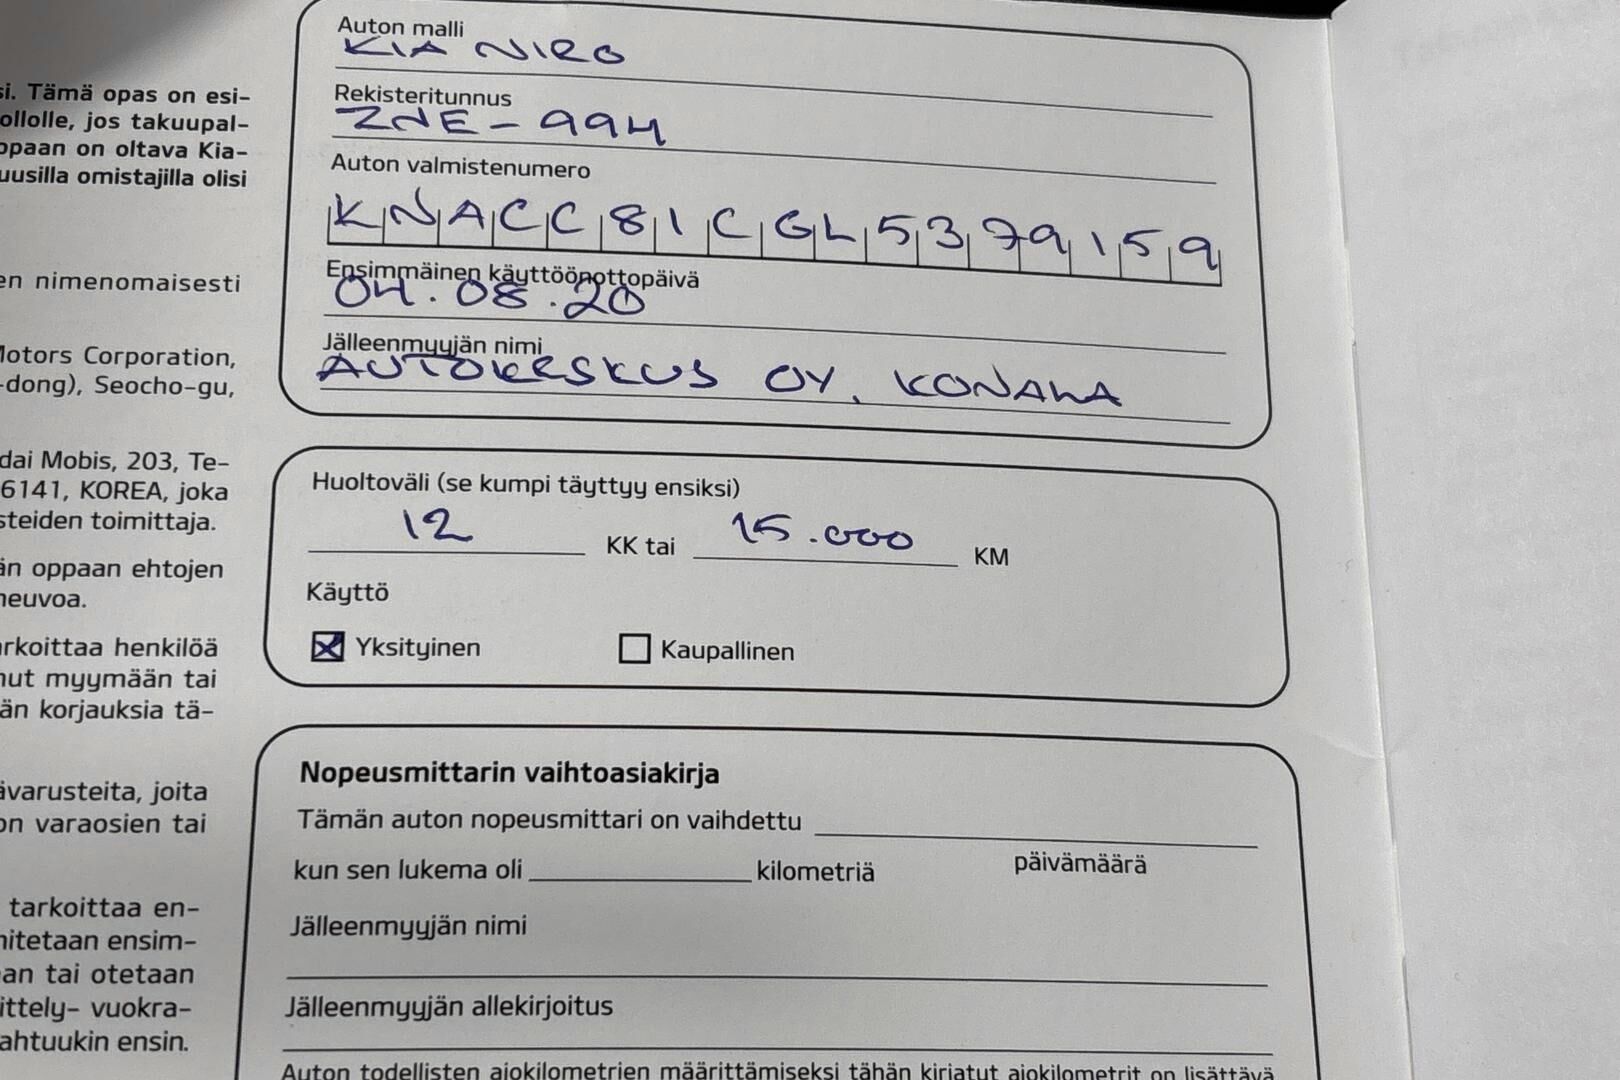 si. Tämä opas on esi-
ollolle, jos takuupal-
opaan on oltava Kia-
uusilla omistajilla olisi
en nimenomaisesti
Motors Corporation,
-dong), Seocho-gu,
dai Mobis, 203, Te-
6141, KOREA, joka
steiden toimittaja.
än oppaan ehtojen
neuvoa.
arkoittaa henkilöä
nut myymään tai
än korjauksia tä-
ävarusteita, joita
on varaosien tai
tarkoittaa en-
nitetaan ensim-
aan tai otetaan
ittely- vuokra-
ahtuukin ensin.
Auton malli
KIA NIRO
Rekisteritunnus
ZNE-994
Auton valmistenumero
KNACC81CGL5379159
Ensimmäinen käyttöönottopäivä
04.08.20
Jälleenmyyjän nimi
AUTOKESKUS OY, KONALA
Huoltoväli (se kumpi täyttyy ensiksi)
12 KK tai 15.000 KM
Käyttö
Yksityinen Kaupallinen
Nopeusmittarin vaihtoasiakirja
Tämän auton nopeusmittari on vaihdettu
päivämäärä
kun sen lukema oli kilometriä
Jälleenmyyjän nimi
Jälleenmyyjän allekirjoitus
Auton todellisten ajokilometrien määrittämiseksi tähän kirjatut ajokilometrit on lisättävä